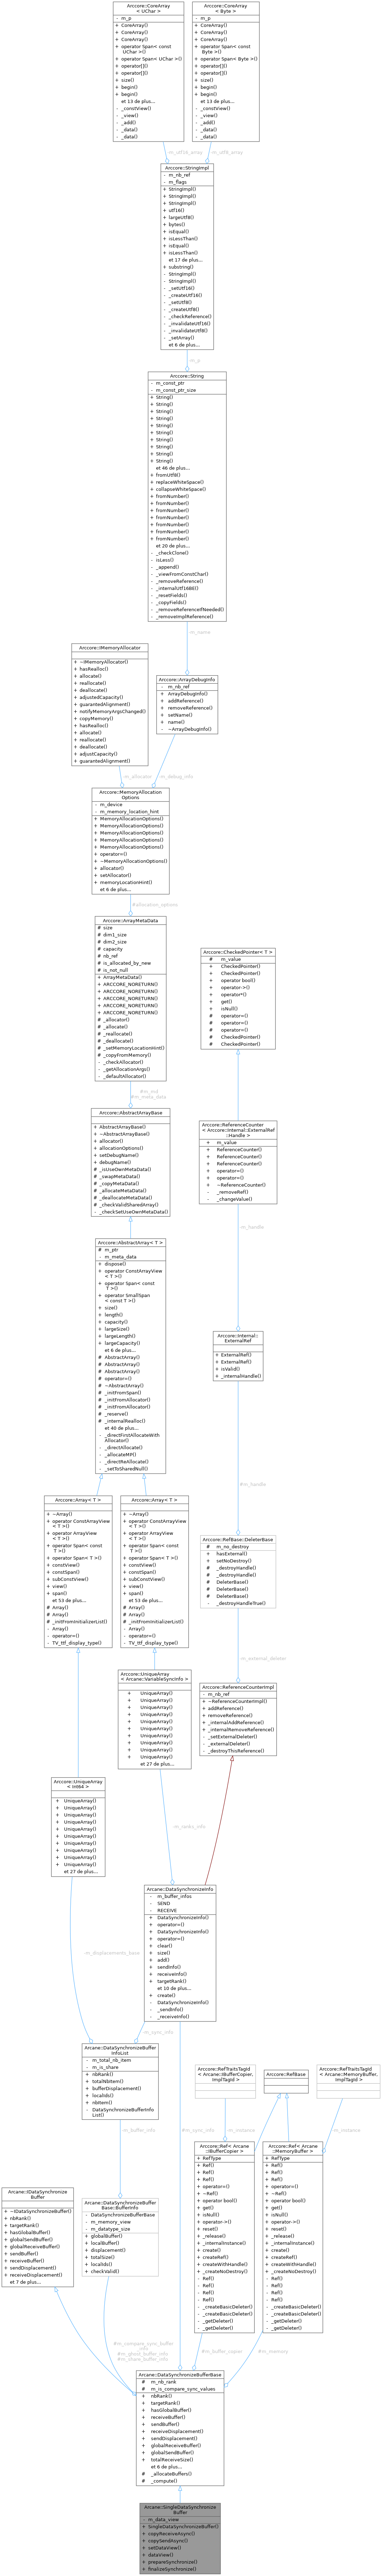 Arccore::CoreArray
< UChar >
- m_p
+ CoreArray()
+ CoreArray()
+ CoreArray()
+ operator Span< const
UChar >()
+ operator Span< UChar >()
+ operator[]()
+ operator[]()
+ size()
+ begin()
+ begin()
et 13 de plus...
- _constView()
- _view()
- _add()
- _data()
- _data()
Arccore::CoreArray
< Byte >
- m_p
+ CoreArray()
+ CoreArray()
+ CoreArray()
+ operator Span< const
Byte >()
+ operator Span< Byte >()
+ operator[]()
+ operator[]()
+ size()
+ begin()
+ begin()
et 13 de plus...
- _constView()
- _view()
- _add()
- _data()
- _data()
-m_utf16_array
-m_utf8_array
Arccore::StringImpl
- m_nb_ref
- m_flags
+ StringImpl()
+ StringImpl()
+ StringImpl()
+ utf16()
+ largeUtf8()
+ bytes()
+ isEqual()
+ isLessThan()
+ isEqual()
+ isLessThan()
et 17 de plus...
+ substring()
- StringImpl()
- StringImpl()
- _setUtf16()
- _createUtf16()
- _setUtf8()
- _createUtf8()
- _checkReference()
- _invalidateUtf16()
- _invalidateUtf8()
- _setArray()
et 6 de plus...
-m_p
Arccore::String
- m_const_ptr
- m_const_ptr_size
+ String()
+ String()
+ String()
+ String()
+ String()
+ String()
+ String()
+ String()
+ String()
+ String()
et 46 de plus...
+ fromUtf8()
+ replaceWhiteSpace()
+ collapseWhiteSpace()
+ fromNumber()
+ fromNumber()
+ fromNumber()
+ fromNumber()
+ fromNumber()
+ fromNumber()
+ fromNumber()
et 20 de plus...
- _checkClone()
- isLess()
- _append()
- _viewFromConstChar()
- _removeReference()
- _internalUtf16BE()
- _resetFields()
- _copyFields()
- _removeReferenceIfNeeded()
- _removeImplReference()
-m_name
Arccore::IMemoryAllocator
+ ~IMemoryAllocator()
+ hasRealloc()
+ allocate()
+ reallocate()
+ deallocate()
+ adjustedCapacity()
+ guarantedAlignment()
+ notifyMemoryArgsChanged()
+ copyMemory()
+ hasRealloc()
+ allocate()
+ reallocate()
+ deallocate()
+ adjustCapacity()
+ guarantedAlignment()
Arccore::ArrayDebugInfo
- m_nb_ref
+ ArrayDebugInfo()
+ addReference()
+ removeReference()
+ setName()
+ name()
- ~ArrayDebugInfo()
-m_allocator
-m_debug_info
Arccore::MemoryAllocation
Options
- m_device
- m_memory_location_hint
+ MemoryAllocationOptions()
+ MemoryAllocationOptions()
+ MemoryAllocationOptions()
+ MemoryAllocationOptions()
+ MemoryAllocationOptions()
+ operator=()
+ ~MemoryAllocationOptions()
+ allocator()
+ setAllocator()
+ memoryLocationHint()
et 6 de plus...
#allocation_options
Arccore::ArrayMetaData
# size
# dim1_size
# dim2_size
# capacity
# nb_ref
# is_allocated_by_new
# is_not_null
+ ArrayMetaData()
+ ARCCORE_NORETURN()
+ ARCCORE_NORETURN()
+ ARCCORE_NORETURN()
+ ARCCORE_NORETURN()
+ ARCCORE_NORETURN()
# _allocator()
# _allocate()
# _reallocate()
# _deallocate()
# _setMemoryLocationHint()
# _copyFromMemory()
- _checkAllocator()
- _getAllocationArgs()
- _defaultAllocator()
Arccore::CheckedPointer< T >
# m_value
+ CheckedPointer()
+ CheckedPointer()
+ operator bool()
+ operator->()
+ operator*()
+ get()
+ isNull()
# operator=()
# operator=()
# operator=()
# CheckedPointer()
# CheckedPointer()
#m_md
#m_meta_data
Arccore::AbstractArrayBase
+ AbstractArrayBase()
+ ~AbstractArrayBase()
+ allocator()
+ allocationOptions()
+ setDebugName()
+ debugName()
# _isUseOwnMetaData()
# _swapMetaData()
# _copyMetaData()
# _allocateMetaData()
# _deallocateMetaData()
# _checkValidSharedArray()
- _checkSetUseOwnMetaData()
Arccore::ReferenceCounter
< Arccore::Internal::ExternalRef
::Handle >
+ m_value
+ ReferenceCounter()
+ ReferenceCounter()
+ ReferenceCounter()
+ operator=()
+ operator=()
+ ~ReferenceCounter()
- _removeRef()
- _changeValue()
-m_handle
Arccore::AbstractArray< T >
# m_ptr
- m_meta_data
+ dispose()
+ operator ConstArrayView
< T >()
+ operator Span< const
T >()
+ operator SmallSpan
< const T >()
+ size()
+ length()
+ capacity()
+ largeSize()
+ largeLength()
+ largeCapacity()
et 6 de plus...
# AbstractArray()
# AbstractArray()
# AbstractArray()
# operator=()
# ~AbstractArray()
# _initFromSpan()
# _initFromAllocator()
# _initFromAllocator()
# _reserve()
# _internalRealloc()
et 40 de plus...
- _directFirstAllocateWith
Allocator()
- _directAllocate()
- _allocateMP()
- _directReAllocate()
- _setToSharedNull()
Arccore::Internal::
ExternalRef
+ ExternalRef()
+ ExternalRef()
+ isValid()
+ _internalHandle()
#m_handle
Arccore::Array< T >
+ ~Array()
+ operator ConstArrayView
< T >()
+ operator ArrayView
< T >()
+ operator Span< const
T >()
+ operator Span< T >()
+ constView()
+ constSpan()
+ subConstView()
+ view()
+ span()
et 53 de plus...
# Array()
# Array()
# _initFromInitializerList()
- Array()
- operator=()
- TV_ttf_display_type()
Arccore::Array< T >
+ ~Array()
+ operator ConstArrayView
< T >()
+ operator ArrayView
< T >()
+ operator Span< const
T >()
+ operator Span< T >()
+ constView()
+ constSpan()
+ subConstView()
+ view()
+ span()
et 53 de plus...
# Array()
# Array()
# _initFromInitializerList()
- Array()
- operator=()
- TV_ttf_display_type()
Arccore::RefBase::DeleterBase
# m_no_destroy
+ hasExternal()
+ setNoDestroy()
# _destroyHandle()
# _destroyHandle()
# DeleterBase()
# DeleterBase()
# DeleterBase()
- _destroyHandleTrue()
-m_external_deleter
Arccore::UniqueArray
< Arcane::VariableSyncInfo >
+ UniqueArray()
+ UniqueArray()
+ UniqueArray()
+ UniqueArray()
+ UniqueArray()
+ UniqueArray()
+ UniqueArray()
+ UniqueArray()
+ UniqueArray()
+ UniqueArray()
et 27 de plus...
Arccore::ReferenceCounterImpl
- m_nb_ref
+ ~ReferenceCounterImpl()
+ addReference()
+ removeReference()
+ _internalAddReference()
+ _internalRemoveReference()
- _setExternalDeleter()
- _externalDeleter()
- _destroyThisReference()
Arccore::UniqueArray
< Int64 >
+ UniqueArray()
+ UniqueArray()
+ UniqueArray()
+ UniqueArray()
+ UniqueArray()
+ UniqueArray()
+ UniqueArray()
+ UniqueArray()
+ UniqueArray()
+ UniqueArray()
et 27 de plus...
-m_ranks_info
Arcane::DataSynchronizeInfo
- m_buffer_infos
- SEND
- RECEIVE
+ DataSynchronizeInfo()
+ operator=()
+ DataSynchronizeInfo()
+ operator=()
+ clear()
+ size()
+ add()
+ sendInfo()
+ receiveInfo()
+ targetRank()
et 10 de plus...
+ create()
- DataSynchronizeInfo()
- _sendInfo()
- _receiveInfo()
-m_displacements_base
-m_sync_info
Arcane::DataSynchronizeBuffer
InfoList
- m_total_nb_item
- m_is_share
+ nbRank()
+ totalNbItem()
+ bufferDisplacement()
+ localIds()
+ nbItem()
- DataSynchronizeBufferInfo
List()
-m_buffer_info
#m_sync_info
Arccore::RefTraitsTagId
< Arcane::IBufferCopier,
ImplTagId >
Arccore::RefBase
Arccore::RefTraitsTagId
< Arcane::MemoryBuffer,
ImplTagId >
-m_instance
-m_instance
Arcane::IDataSynchronize
Buffer
+ ~IDataSynchronizeBuffer()
+ nbRank()
+ targetRank()
+ hasGlobalBuffer()
+ globalSendBuffer()
+ globalReceiveBuffer()
+ sendBuffer()
+ receiveBuffer()
+ sendDisplacement()
+ receiveDisplacement()
et 7 de plus...
Arcane::DataSynchronizeBuffer
Base::BufferInfo
- DataSynchronizeBufferBase
- m_memory_view
- m_datatype_size
+ globalBuffer()
+ localBuffer()
+ displacement()
+ totalSize()
+ localIds()
+ checkValid()
Arccore::Ref< Arcane
::IBufferCopier >
+ RefType
+ Ref()
+ Ref()
+ Ref()
+ operator=()
+ ~Ref()
+ operator bool()
+ get()
+ isNull()
+ operator->()
+ reset()
+ _release()
+ _internalInstance()
+ create()
+ createRef()
+ createWithHandle()
+ _createNoDestroy()
- Ref()
- Ref()
- Ref()
- Ref()
- _createBasicDeleter()
- _createBasicDeleter()
- _getDeleter()
- _getDeleter()
Arccore::Ref< Arcane
::MemoryBuffer >
+ RefType
+ Ref()
+ Ref()
+ Ref()
+ operator=()
+ ~Ref()
+ operator bool()
+ get()
+ isNull()
+ operator->()
+ reset()
+ _release()
+ _internalInstance()
+ create()
+ createRef()
+ createWithHandle()
+ _createNoDestroy()
- Ref()
- Ref()
- Ref()
- Ref()
- _createBasicDeleter()
- _createBasicDeleter()
- _getDeleter()
- _getDeleter()
#m_compare_sync_buffer
_info
#m_ghost_buffer_info
#m_share_buffer_info
#m_buffer_copier
#m_memory
Arcane::DataSynchronizeBufferBase
# m_nb_rank
# m_is_compare_sync_values
+ nbRank()
+ targetRank()
+ hasGlobalBuffer()
+ receiveBuffer()
+ sendBuffer()
+ receiveDisplacement()
+ sendDisplacement()
+ globalReceiveBuffer()
+ globalSendBuffer()
+ totalReceiveSize()
et 6 de plus...
# _allocateBuffers()
# _compute()
Arcane::SingleDataSynchronize
Buffer
- m_data_view
+ SingleDataSynchronizeBuffer()
+ copyReceiveAsync()
+ copySendAsync()
+ setDataView()
+ dataView()
+ prepareSynchronize()
+ finalizeSynchronize()